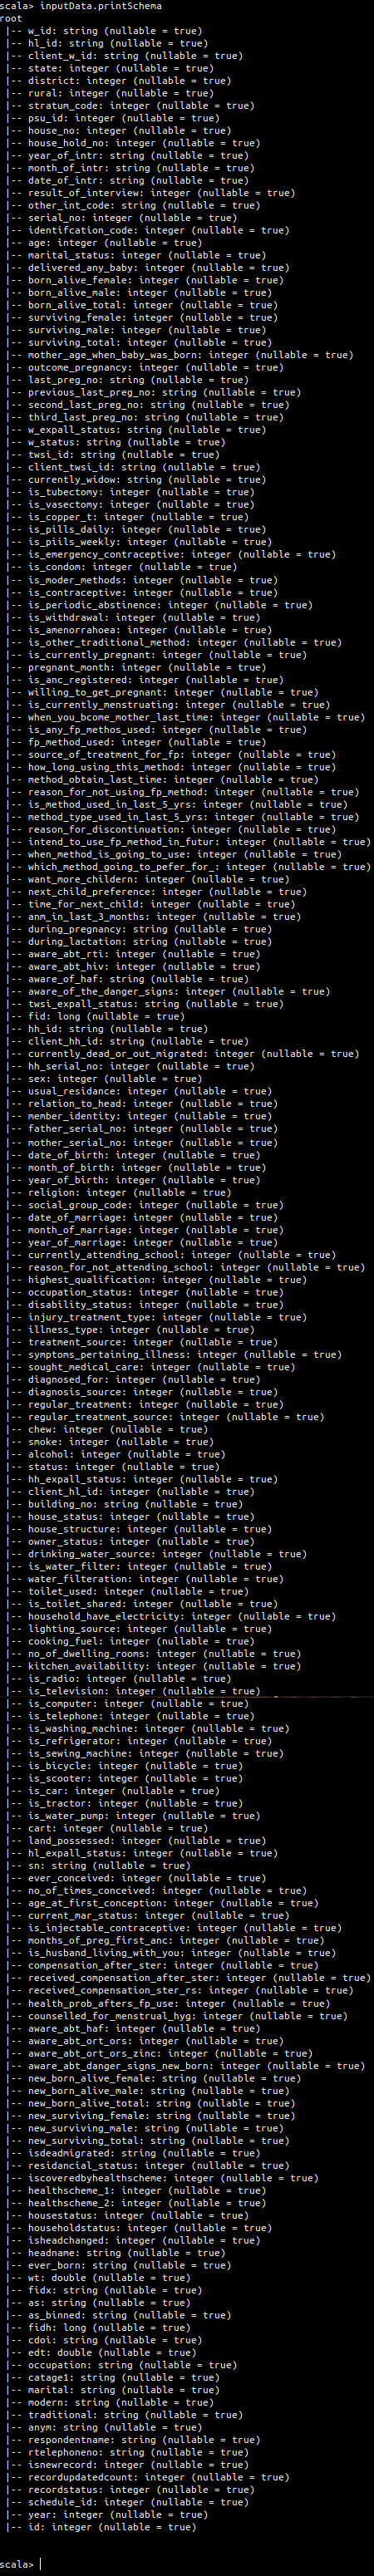 scala> inputData.printSchema
root
 |-- w_id: string (nullable = true)
 |-- hl_id: string (nullable = true)
 |-- client_w_id: string (nullable = true)
 |-- state: integer (nullable = true)
 |-- district: integer (nullable = true)
 |-- rural: integer (nullable = true)
 |-- stratum_code: integer (nullable = true)
 |-- psu_id: integer (nullable = true)
 |-- house_no: integer (nullable = true)
 |-- house_hold_no: integer (nullable = true)
 |-- year_of_intr: string (nullable = true)
 |-- month_of_intr: string (nullable = true)
 |-- date_of_intr: string (nullable = true)
 |-- result_of_interview: integer (nullable = true)
 |-- other_int_code: string (nullable = true)
 |-- serial_no: string (nullable = true)
 |-- identifcation_code: integer (nullable = true)
 |-- age: integer (nullable = true)
 |-- marital_status: integer (nullable = true)
 |-- delivered_any_baby: integer (nullable = true)
 |-- born_alive_female: integer (nullable = true)
 |-- born_alive_male: integer (nullable = true)
 |-- born_alive_total: integer (nullable = true)
 |-- surviving_female: integer (nullable = true)
 |-- surviving_male: integer (nullable = true)
 |-- surviving_total: integer (nullable = true)
 |-- mother_age_when_baby_was_born: integer (nullable = true)
 |-- outcome_pregnancy: integer (nullable = true)
 |-- last_preg_no: string (nullable = true)
 |-- previous_last_preg_no: string (nullable = true)
 |-- second_last_preg_no: string (nullable = true)
 |-- third_last_preg_no: string (nullable = true)
 |-- w_expall_status: string (nullable = true)
 |-- w_status: string (nullable = true)
 |-- twsi_id: string (nullable = true)
 |-- client_twsi_id: string (nullable = true)
 |-- currently_widow: string (nullable = true)
 |-- is_tubectomy: integer (nullable = true)
 |-- is_vasectomy: integer (nullable = true)
 |-- is_copper_t: integer (nullable = true)
 |-- is_pills_daily: integer (nullable = true)
 |-- is_piils_weekly: integer (nullable = true)
 |-- is_emergency_contraceptive: integer (nullable = true)
 |-- is_condom: integer (nullable = true)
 |-- is_moder_methods: integer (nullable = true)
 |-- is_contraceptive: integer (nullable = true)
 |-- is_periodic_abstinence: integer (nullable = true)
 |-- is_withdrawal: integer (nullable = true)
 |-- is_amenorrahoea: integer (nullable = true)
 |-- is_other_traditional_method: integer (nullable = true)
 |-- is_currently_pregnant: integer (nullable = true)
 |-- pregnant_month: integer (nullable = true)
 |-- is_anc_registered: integer (nullable = true)
 |-- willing_to_get_pregnant: integer (nullable = true)
 |-- is_currently_menstruating: integer (nullable = true)
 |-- when_you_bcome_mother_last_time: integer (nullable = true)
 |-- is_any_fp_methos_used: integer (nullable = true)
 |-- fp_method_used: integer (nullable = true)
 |-- source_of_treatment_for_fp: integer (nullable = true)
 |-- how_long_using_this_method: integer (nullable = true)
 |-- method_obtain_last_time: integer (nullable = true)
 |-- reason_for_not_using_fp_method: integer (nullable = true)
 |-- is_method_used_in_last_5_yrs: integer (nullable = true)
 |-- method_type_used_in_last_5_yrs: integer (nullable = true)
 |-- reason_for_discontinuation: integer (nullable = true)
 |-- intend_to_use_fp_method_in_futur: integer (nullable = true)
 |-- when_method_is_going_to_use: integer (nullable = true)
 |-- which_method_going_to_pefer_for_: integer (nullable = true)
 |-- want_more_childern: integer (nullable = true)
 |-- next_child_preference: integer (nullable = true)
 |-- time_for_next_child: integer (nullable = true)
 |-- anm_in_last_3_months: integer (nullable = true)
 |-- during_pregnancy: string (nullable = true)
 |-- during_lactation: string (nullable = true)
 |-- aware_abt_rti: integer (nullable = true)
 |-- aware_abt_hiv: integer (nullable = true)
 |-- aware_of_haf: string (nullable = true)
 |-- aware_of_the_danger_signs: integer (nullable = true)
 |-- twsi_expall_status: string (nullable = true)
 |-- fid: long (nullable = true)
 |-- hh_id: string (nullable = true)
 |-- client_hh_id: string (nullable = true)
 |-- currently_dead_or_out_migrated: integer (nullable = true)
 |-- hh_serial_no: integer (nullable = true)
 |-- sex: integer (nullable = true)
 |-- usual_residance: integer (nullable = true)
 |-- relation_to_head: integer (nullable = true)
 |-- member_identity: integer (nullable = true)
 |-- father_serial_no: integer (nullable = true)
 |-- mother_serial_no: integer (nullable = true)
 |-- date_of_birth: integer (nullable = true)
 |-- month_of_birth: integer (nullable = true)
 |-- year_of_birth: integer (nullable = true)
 |-- religion: integer (nullable = true)
 |-- social_group_code: integer (nullable = true)
 |-- date_of_marriage: integer (nullable = true)
 |-- month_of_marriage: integer (nullable = true)
 |-- year_of_marriage: integer (nullable = true)
 |-- currently_attending_school: integer (nullable = true)
 |-- reason_for_not_attending_school: integer (nullable = true)
 |-- highest_qualification: integer (nullable = true)
 |-- occupation_status: integer (nullable = true)
 |-- disability_status: integer (nullable = true)
 |-- injury_treatment_type: integer (nullable = true)
 |-- illness_type: integer (nullable = true)
 |-- treatment_source: integer (nullable = true)
 |-- symptoms_pertaining_illness: integer (nullable = true)
 |-- sought_medical_care: integer (nullable = true)
 |-- diagnosed_for: integer (nullable = true)
 |-- diagnosis_source: integer (nullable = true)
 |-- regular_treatment: integer (nullable = true)
 |-- regular_treatment_source: integer (nullable = true)
 |-- chew: integer (nullable = true)
 |-- smoke: integer (nullable = true)
 |-- alcohol: integer (nullable = true)
 |-- status: integer (nullable = true)
 |-- hh_expall_status: integer (nullable = true)
 |-- client_hl_id: integer (nullable = true)
 |-- building_no: string (nullable = true)
 |-- house_status: integer (nullable = true)
 |-- house_structure: integer (nullable = true)
 |-- owner_status: integer (nullable = true)
 |-- drinking_water_source: integer (nullable = true)
 |-- is_water_filter: integer (nullable = true)
 |-- water_filteration: integer (nullable = true)
 |-- toilet_used: integer (nullable = true)
 |-- is_toilet_shared: integer (nullable = true)
 |-- household_have_electricity: integer (nullable = true)
 |-- lighting_source: integer (nullable = true)
 |-- cooking_fuel: integer (nullable = true)
 |-- no_of_dwelling_rooms: integer (nullable = true)
 |-- kitchen_availability: integer (nullable = true)
 |-- is_radio: integer (nullable = true)
 |-- is_television: integer (nullable = true)
 |-- is_computer: integer (nullable = true)
 |-- is_telephone: integer (nullable = true)
 |-- is_washing_machine: integer (nullable = true)
 |-- is_refrigerator: integer (nullable = true)
 |-- is_sewing_machine: integer (nullable = true)
 |-- is_bicycle: integer (nullable = true)
 |-- is_scooter: integer (nullable = true)
 |-- is_car: integer (nullable = true)
 |-- is_tractor: integer (nullable = true)
 |-- is_water_pump: integer (nullable = true)
 |-- cart: integer (nullable = true)
 |-- land_possessed: integer (nullable = true)
 |-- hl_expall_status: integer (nullable = true)
 |-- sn: string (nullable = true)
 |-- ever_conceived: integer (nullable = true)
 |-- no_of_times_conceived: integer (nullable = true)
 |-- age_at_first_conception: integer (nullable = true)
 |-- current_mar_status: integer (nullable = true)
 |-- is_injectable_contraceptive: integer (nullable = true)
 |-- months_of_preg_first_anc: integer (nullable = true)
 |-- is_husband_living_with_you: integer (nullable = true)
 |-- compensation_after_ster: integer (nullable = true)
 |-- received_compensation_after_ster: integer (nullable = true)
 |-- received_compensation_ster_rs: integer (nullable = true)
 |-- health_prob_afters_fp_use: integer (nullable = true)
 |-- counselled_for_menstrual_hyg: integer (nullable = true)
 |-- aware_abt_haf: integer (nullable = true)
 |-- aware_abt_ort_ors: integer (nullable = true)
 |-- aware_abt_ort_ors_zinc: integer (nullable = true)
 |-- aware_abt_danger_signs_new_born: integer (nullable = true)
 |-- new_born_alive_female: string (nullable = true)
 |-- new_born_alive_male: string (nullable = true)
 |-- new_born_alive_total: string (nullable = true)
 |-- new_surviving_female: string (nullable = true)
 |-- new_surviving_male: string (nullable = true)
 |-- new_surviving_total: string (nullable = true)
 |-- isdeadmigrated: string (nullable = true)
 |-- residancial_status: integer (nullable = true)
 |-- iscoveredbyhealthscheme: integer (nullable = true)
 |-- healthscheme_1: integer (nullable = true)
 |-- healthscheme_2: integer (nullable = true)
 |-- housestatus: integer (nullable = true)
 |-- householdstatus: integer (nullable = true)
 |-- isheadchanged: integer (nullable = true)
 |-- headname: string (nullable = true)
 |-- ever_born: string (nullable = true)
 |-- wt: double (nullable = true)
 |-- fidx: string (nullable = true)
 |-- as: string (nullable = true)
 |-- as_binned: string (nullable = true)
 |-- fidh: long (nullable = true)
 |-- cdoi: string (nullable = true)
 |-- edt: double (nullable = true)
 |-- occupation: string (nullable = true)
 |-- catage1: string (nullable = true)
 |-- marital: string (nullable = true)
 |-- modern: string (nullable = true)
 |-- traditional: string (nullable = true)
 |-- anym: string (nullable = true)
 |-- respondentname: string (nullable = true)
 |-- rtelephoneno: string (nullable = true)
 |-- isnewrecord: integer (nullable = true)
 |-- recordupdatedcount: integer (nullable = true)
 |-- recordstatus: string (nullable = true)
 |-- schedule_id: integer (nullable = true)
 |-- year: integer (nullable = true)
 |-- id: integer (nullable = true)
scala>